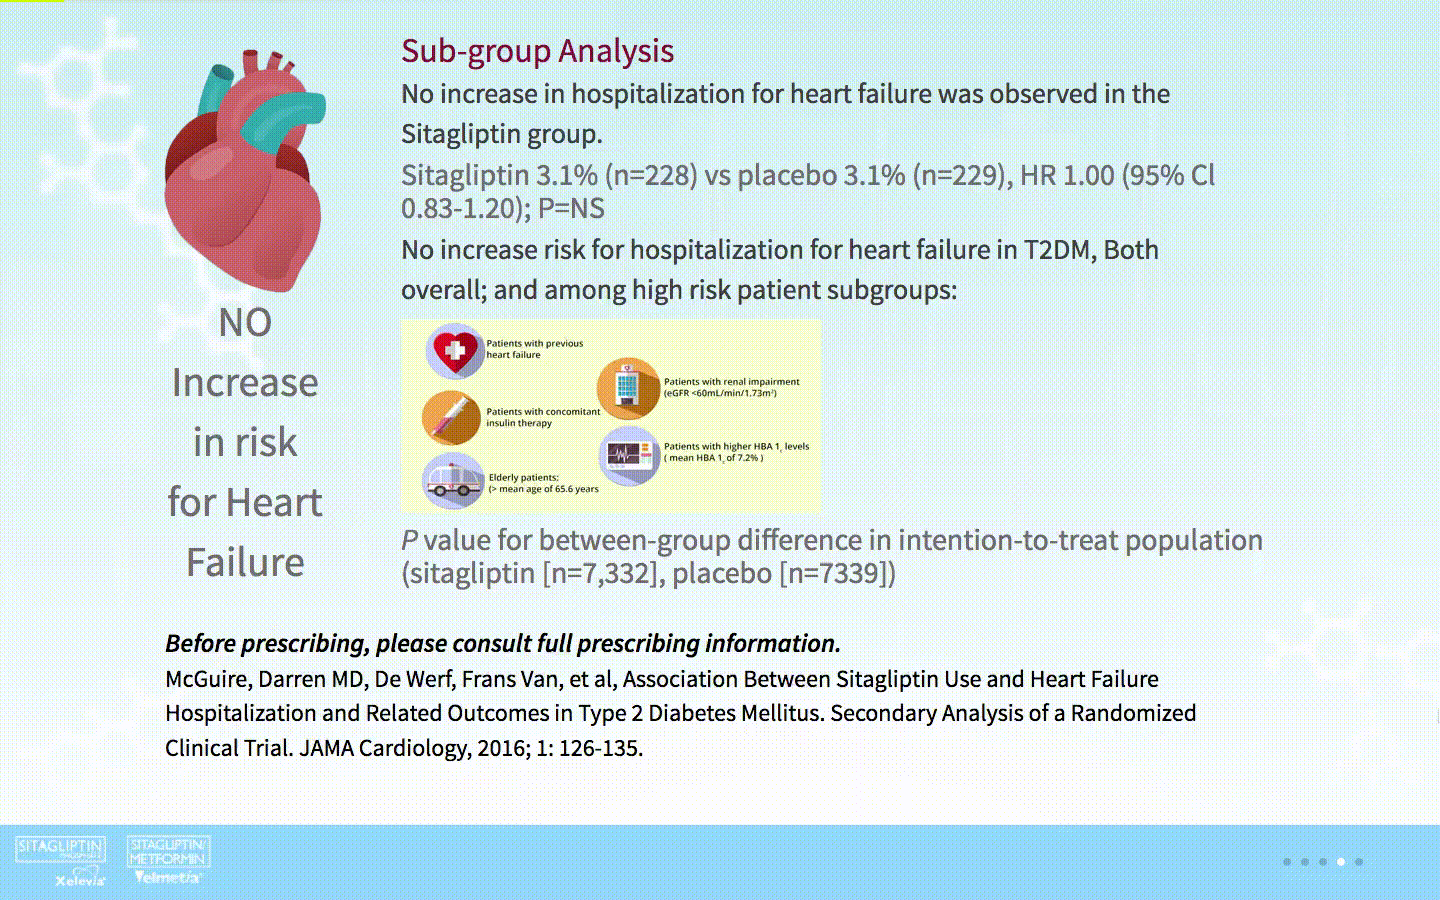 Sub-group Analysis
No increase in hospitalization for heart failure was observed in the
Sitagliptin group.
Sitagliptin 3.1% (n=228) vs placebo 3.1% (n=229), HR 1.00 (95% Cl
0.83-1.20); P=NS
No increase risk for hospitalization for heart failure in T2DM, Both
overall; and among high risk patient subgroups:
NO
Increase
in risk
for Heart
Failure
Patients with previous
heart failure
Patients with concomitant
insulin therapy
Elderly patients:
(> mean age of 65.6 years
Patients with renal impairment
(eGFR <60mL/min/1.73m²)
Patients with higher HBA 1c levels
( mean HBA 1c of 7.2% )
P value for between-group difference in intention-to-treat population
(sitagliptin [n=7,332], placebo [n=7339])
Before prescribing, please consult full prescribing information.
McGuire, Darren MD, De Werf, Frans Van, et al, Association Between Sitagliptin Use and Heart Failure
Hospitalization and Related Outcomes in Type 2 Diabetes Mellitus. Secondary Analysis of a Randomized
Clinical Trial. JAMA Cardiology, 2016; 1: 126-135.
SITAGLIPTIN
Xelevia
SITAGLIPTIN/
METFORMIN
Velmetia